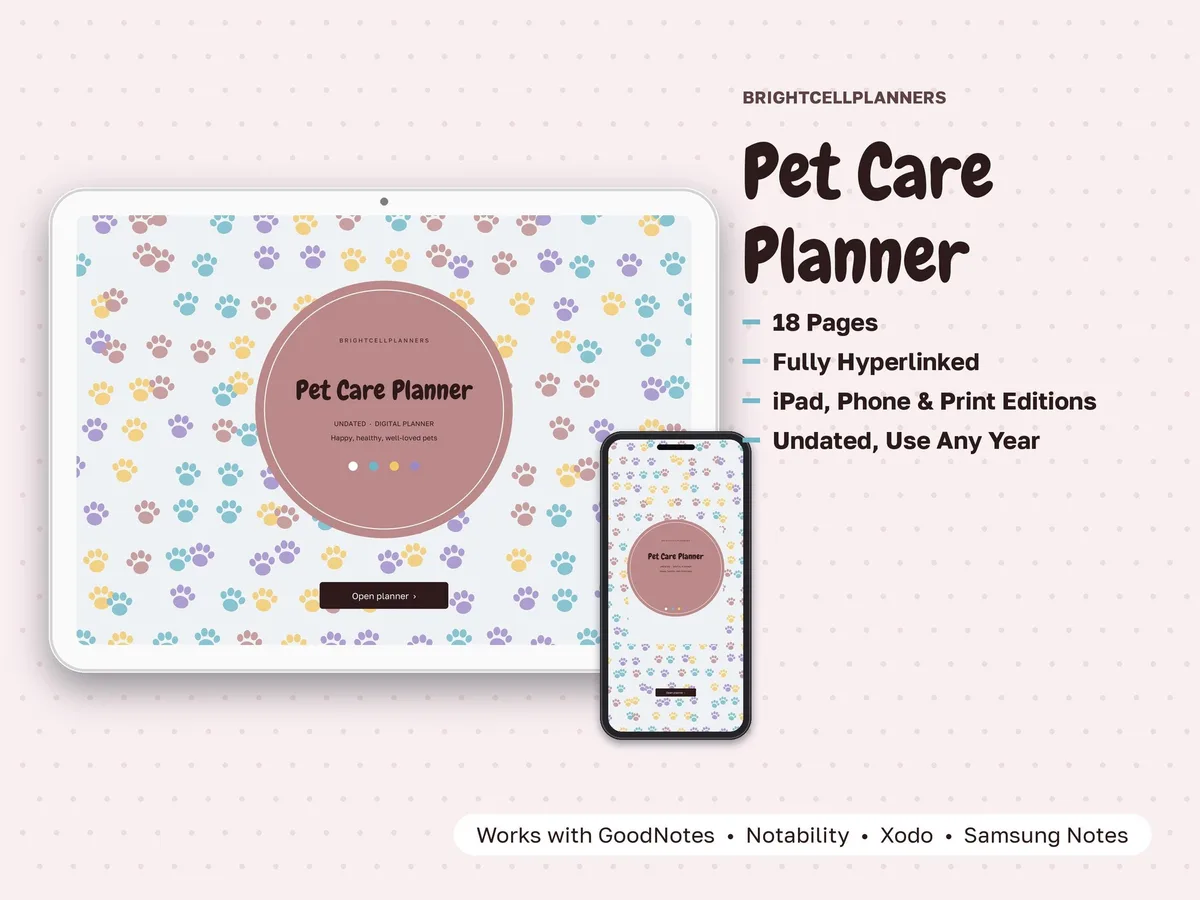 BRIGHTCELLPLANNERS
Pet Care
Planner
18 Pages
Fully Hyperlinked
iPad, Phone & Print Editions
Undated, Use Any Year
BRIGHTCELLPLANNERS
Pet Care Planner
UNDATED · DIGITAL PLANNER
Happy, healthy, well-loved pets
Open planner ›
Pet Care Planner
Works with GoodNotes • Notability • Xodo • Samsung Notes